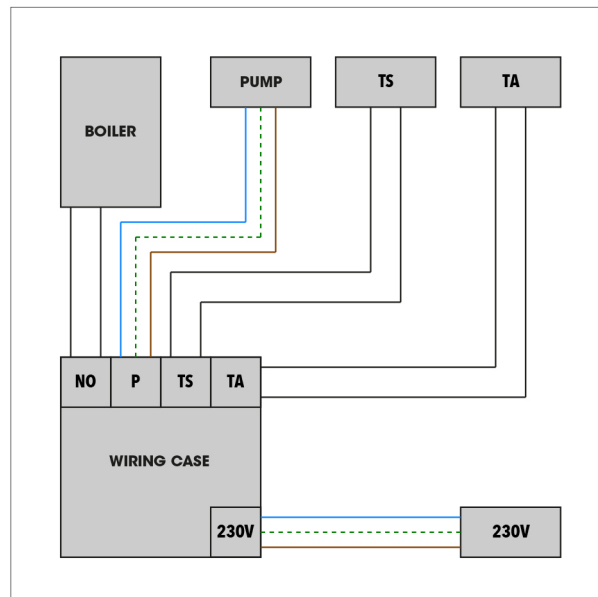 PUMP
TS
TA
BOILER
NO
P
TS
TA
WIRING CASE
230V
230V